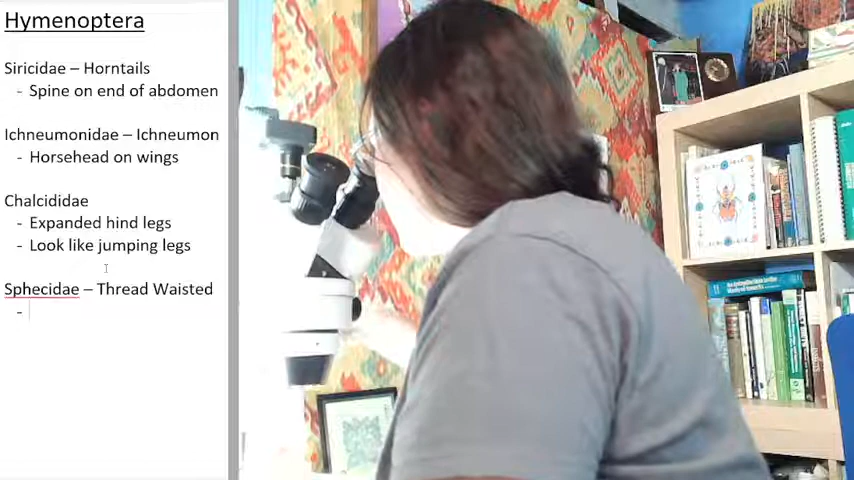 Hymenoptera
Siricidae – Horntails
- Spine on end of abdomen
Ichneumonidae – Ichneumon
- Horsehead on wings
Chalcididae
- Expanded hind legs
- Look like jumping legs
Sphecidae – Thread Waisted
-